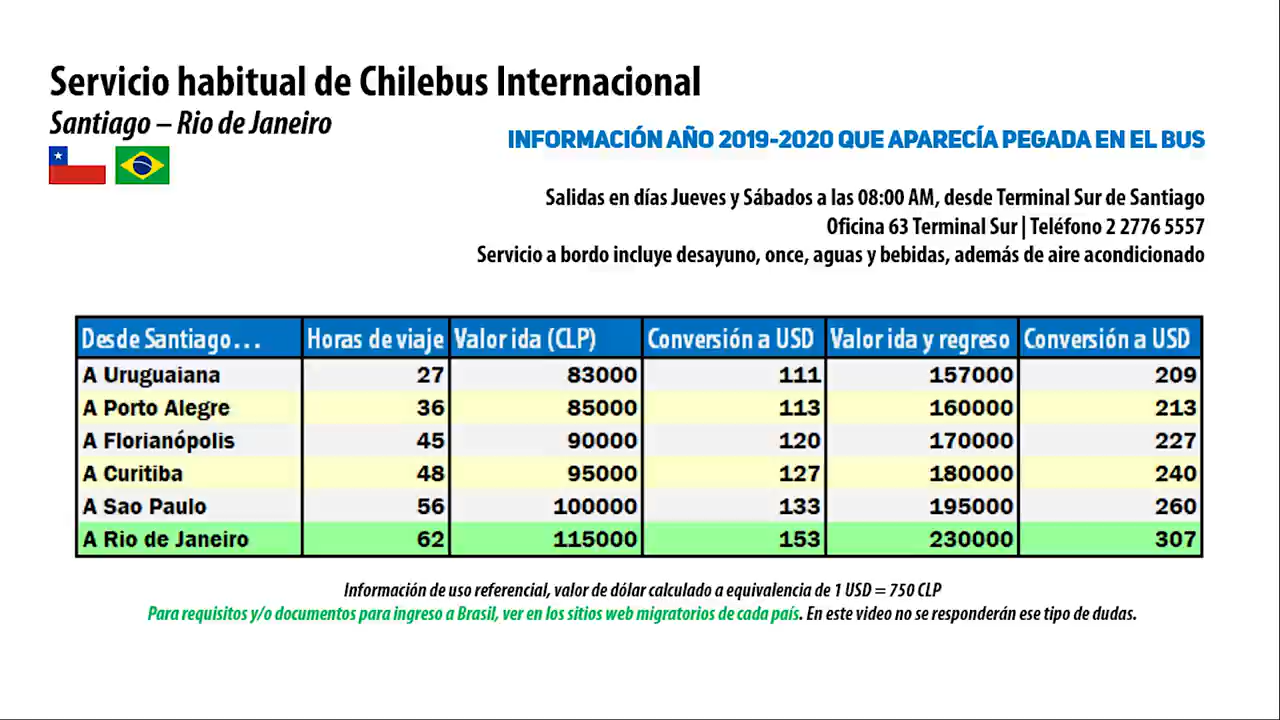 Servicio habitual de Chilebus Internacional
Santiago – Rio de Janeiro
INFORMACIÓN AÑO 2019-2020 QUE APARECÍA PEGADA EN EL BUS
Salidas en días Jueves y Sábados a las 08:00 AM, desde Terminal Sur de Santiago
Oficina 63 Terminal Sur | Teléfono 2 2776 5557
Servicio a bordo incluye desayuno, once, aguas y bebidas, además de aire acondicionado
Desde Santiago... Horas de viaje Valor ida (CLP) Conversión a USD Valor ida y regreso Conversión a USD
A Uruguaiana 27 83000 111 157000 209
A Porto Alegre 36 85000 113 160000 213
A Florianópolis 45 90000 120 170000 227
A Curitiba 48 95000 127 180000 240
A Sao Paulo 56 100000 133 195000 260
A Rio de Janeiro 62 115000 153 230000 307
Información de uso referencial, valor de dólar calculado a equivalencia de 1 USD = 750 CLP
Para requisitos y/o documentos para ingreso a Brasil, ver en los sitios web migratorios de cada país. En este video no se responderán ese tipo de dudas.